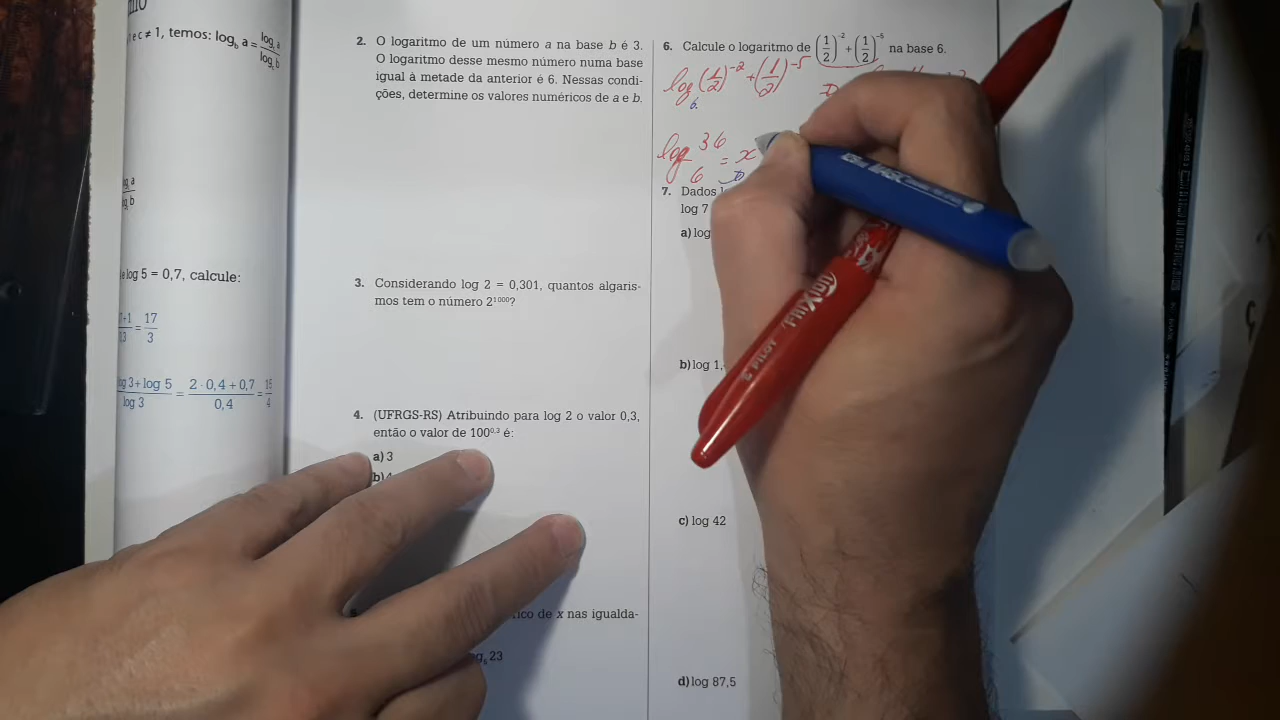 e c ≠ 1, temos: log_b a = log_c a / log_c b
log_c a / log_c b
e log 5 = 0,7, calcule:
= 17/3
log 3 + log 5 / log 3 = 2 · 0,4 + 0,7 / 0,4 = 15/4
2. O logaritmo de um número a na base b é 3.
O logaritmo desse mesmo número numa base
igual à metade da anterior é 6. Nessas condi-
ções, determine os valores numéricos de a e b.
3. Considerando log 2 = 0,301, quantos algaris-
mos tem o número 2^1000?
4. (UFRGS-RS) Atribuindo para log 2 o valor 0,3,
então o valor de 100^0,3 é:
a) 3
b)
de x nas igualda-
23
6. Calcule o logaritmo de (1/2)^-2 + (1/2)^-5 na base 6.
log_6 (1/2)^-2 + (1/2)^-5
log_6 36 = x
7. Dados
log 7
a) log
b) log 1,
c) log 42
d) log 87,5
PILOT FRIXION